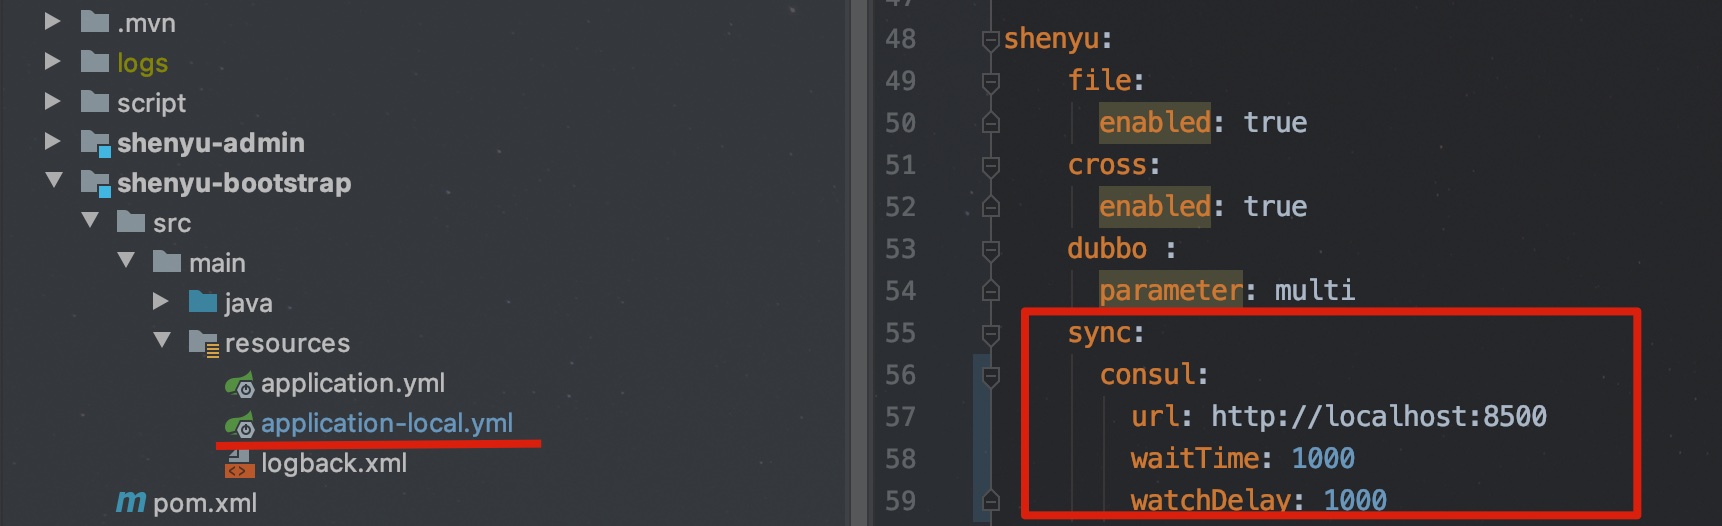 .mvn
logs
script
shenyu-admin
shenyu-bootstrap
src
main
java
resources
application.yml
application-local.yml
logback.xml
pom.xml
47
48 shenyu:
49 file:
50 enabled: true
51 cross:
52 enabled: true
53 dubbo :
54 parameter: multi
55 sync:
56 consul:
57 url: http://localhost:8500
58 waitTime: 1000
59 watchDelay: 1000